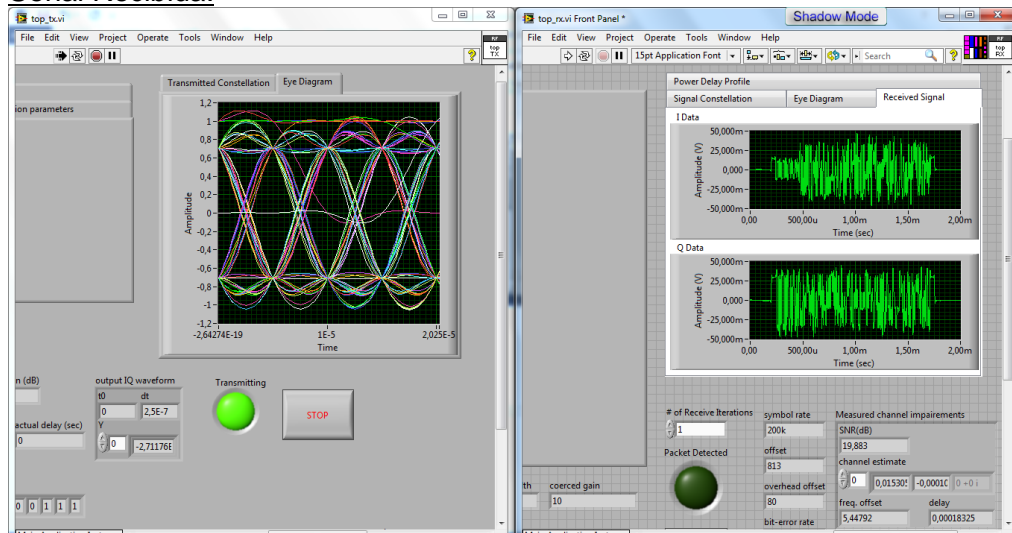 top_tx.vi
File Edit View Project Operate Tools Window Help
RF
top
TX
Transmitted Constellation Eye Diagram
ion parameters
1,2
1
0,8
0,6
0,4
0,2
0
-0,2
-0,4
-0,6
-0,8
-1
-1,2
Amplitude
-2,64274E-19 1E-5 2,025E-5
Time
n (dB)
output IQ waveform
t0 dt
0 2,5E-7
actual delay (sec)
0
Y
0 -2,71176E
Transmitting
STOP
0 0 1 1 1
top_rx.vi Front Panel *
Shadow Mode
File Edit View Project Operate Tools Window Help
15pt Application Font
Search
RF
top
RX
Power Delay Profile
Signal Constellation Eye Diagram Received Signal
I Data
50,000m
25,000m
0,000
-25,000m
-50,000m
Amplitude (V)
0,00 500,00u 1,00m 1,50m 2,00m
Time (sec)
Q Data
50,000m
25,000m
0,000
-25,000m
-50,000m
Amplitude (V)
0,00 500,00u 1,00m 1,50m 2,00m
Time (sec)
# of Receive Iterations
1
Packet Detected
th coerced gain
10
symbol rate
200k
offset
813
overhead offset
80
bit-error rate
Measured channel impairements
SNR(dB)
19,883
channel estimate
0 0,01530 -0,0001 0 +0 i
freq. offset delay
5,44792 0,00018325